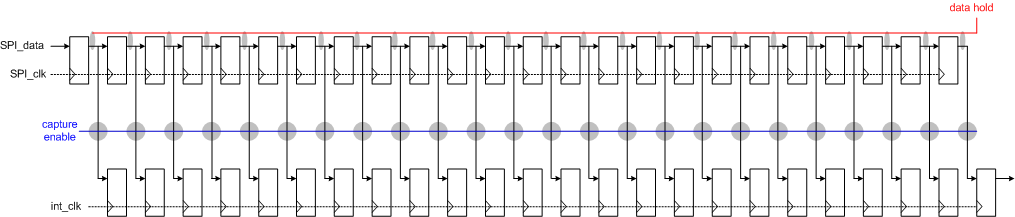 data hold
SPI_data
SPI_clk
capture
enable
int_clk